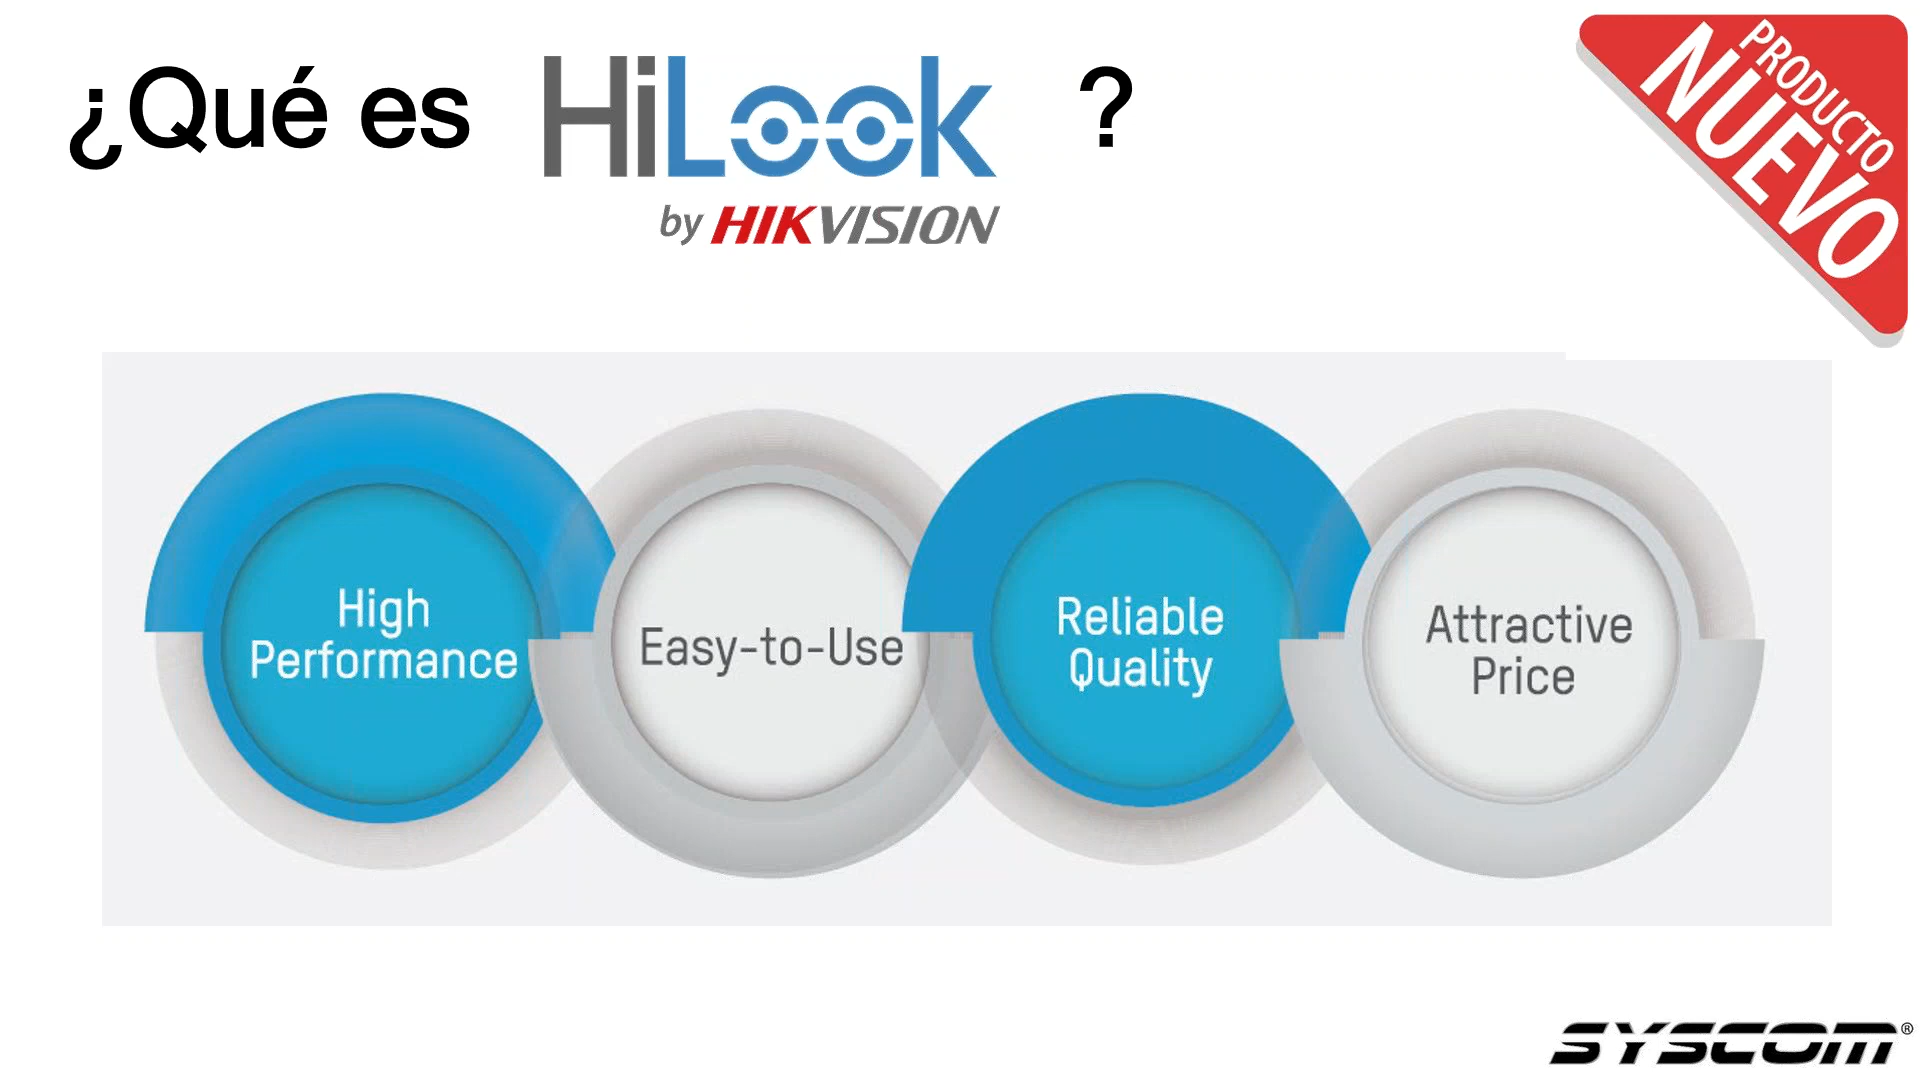 ¿Qué es HiLook ?
by HIKVISION
PRODUCTO
NUEVO
High
Performance
Easy-to-Use
Reliable
Quality
Attractive
Price
SYSCOM®